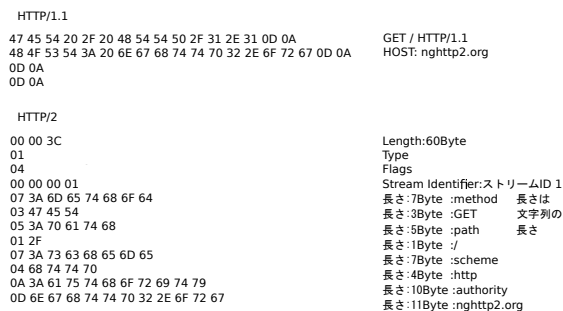 HTTP/1.1
47 45 54 20 2F 20 48 54 54 50 2F 31 2E 31 0D 0A GET / HTTP/1.1
48 4F 53 54 3A 20 6E 67 68 74 74 70 32 2E 6F 72 67 0D 0A HOST: nghttp2.org
0D 0A
0D 0A
HTTP/2
00 00 3C Length:60Byte
01 Type
04 Flags
00 00 00 01 Stream Identifier:ストリームID 1
07 3A 6D 65 74 68 6F 64 長さ:7Byte :method 長さは
03 47 45 54 長さ:3Byte :GET 文字列の
05 3A 70 61 74 68 長さ:5Byte :path 長さ
01 2F 長さ:1Byte :/
07 3A 73 63 68 65 6D 65 長さ:7Byte :scheme
04 68 74 74 70 長さ:4Byte :http
0A 3A 61 75 74 68 6F 72 69 74 79 長さ:10Byte :authority
0D 6E 67 68 74 74 70 32 2E 6F 72 67 長さ:11Byte :nghttp2.org